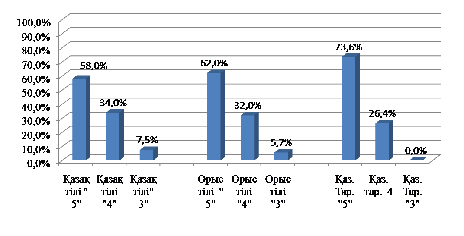 100,0%
90,0%
80,0%
70,0%
60,0%
50,0%
40,0%
30,0%
20,0%
10,0%
0,0%
58,0%
34,0%
7,5%
62,0%
32,0%
5,7%
73,6%
26,4%
0,0%
Қазақ тілі " 5"
Қазақ тілі "4"
Қазақ тілі" 3"
Орыс тілі " 5"
Орыс тілі "4"
Орыс тілі "3"
Қаз. Тар. "5"
Қаз. тар. 4
Қаз. Тар. "3"